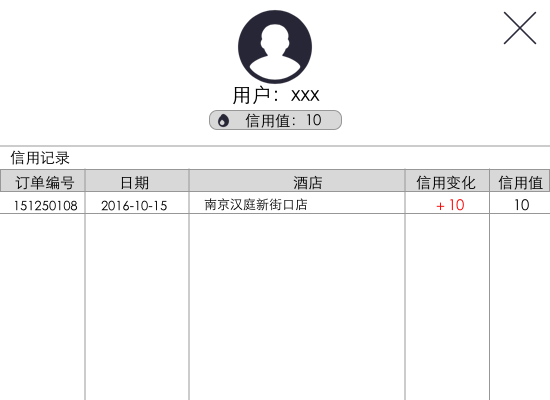 用户：xxx
信用值：10
信用记录
订单编号 日期 酒店 信用变化 信用值
151250108 2016-10-15 南京汉庭新街口店 + 10 10